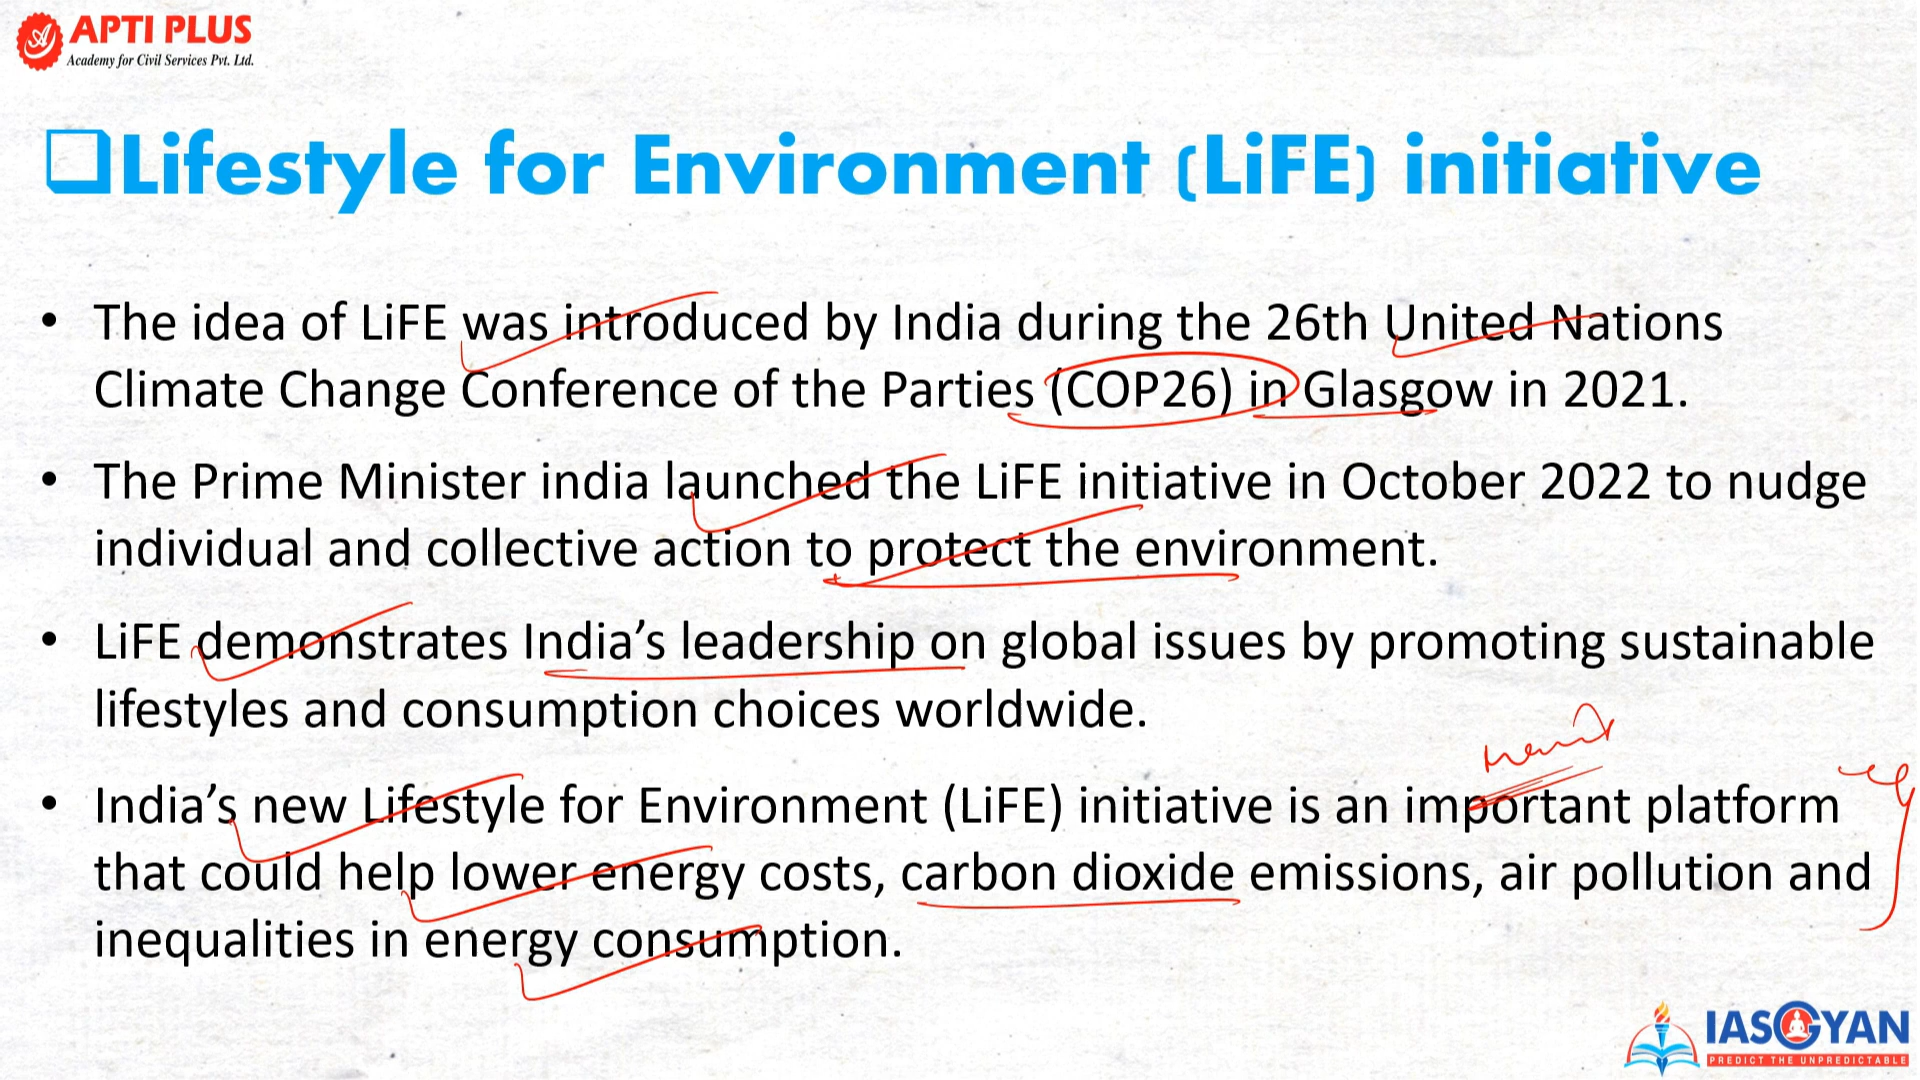 APTI PLUS
Academy for Civil Services Pvt. Ltd.
Lifestyle for Environment (LiFE) initiative
• The idea of LiFE was introduced by India during the 26th United Nations
Climate Change Conference of the Parties (COP26) in Glasgow in 2021.
• The Prime Minister india launched the LiFE initiative in October 2022 to nudge
individual and collective action to protect the environment.
• LiFE demonstrates India’s leadership on global issues by promoting sustainable
lifestyles and consumption choices worldwide.
• India’s new Lifestyle for Environment (LiFE) initiative is an important platform
that could help lower energy costs, carbon dioxide emissions, air pollution and
inequalities in energy consumption.
IASGYAN
PREDICT THE UNPREDICTABLE